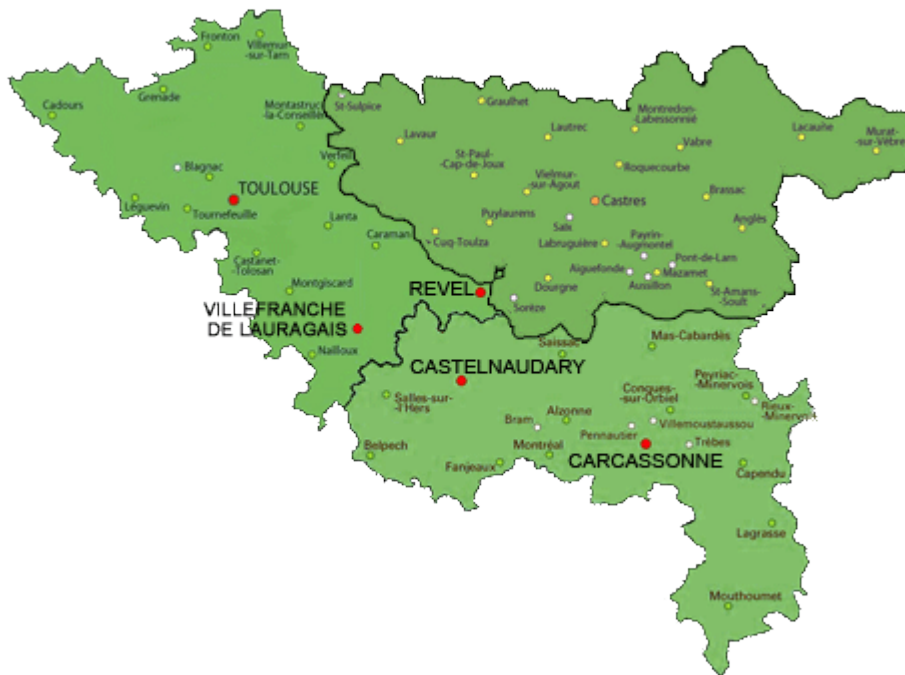 Fronton
Villemur
-sur-Tarn
Cadours
Grenade
Montastruc
-la-Conseillère
St-Sulpice
Graulhet
Lavaur
Lautrec
Montredon
-Labessonnié
Vabre
Lacaune
Murat
-sur-Vèbre
Blagnac
Verfeil
St-Paul
-Cap-de-Joux
Vielmur
-sur-Agout
Roquecourbe
TOULOUSE
Léguevin
Tournefeuille
Lanta
Caraman
Puylaurens
Castres
Brassac
Anglès
Cuq-Toulza
Salx
Labruguière
Payrin
-Augmontel
Pont-de-Larn
Castanet
-Tolosan
Montgiscard
REVEL
Dourgne
Sorèze
Aiguefonde
Aussillon
Mazamet
St-Amans
-Soult
VILLEFRANCHE
DE LAURAGAIS
Nailloux
Saissac
Mas-Cabardès
CASTELNAUDARY
Salles-sur-
l'Hers
Conques-
sur-Orbiel
Peyriac-
Minervois
Rieux-
Minerv
Bram
Alzonne
Pennautier
Villemoustaussou
Belpech
Fanjeaux
Montréal
CARCASSONNE
Trèbes
Capendu
Lagrasse
Mouthoumet